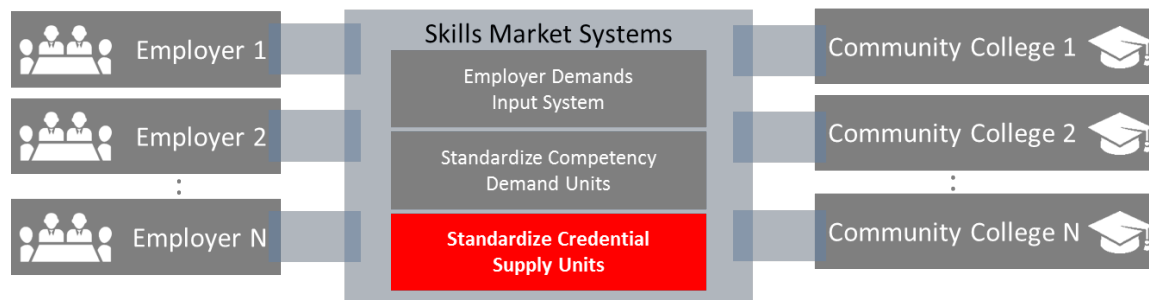 Employer 1
Employer 2
:
Employer N
Skills Market Systems
Employer Demands
Input System
Standardize Competency
Demand Units
Standardize Credential
Supply Units
Community College 1
Community College 2
:
Community College N